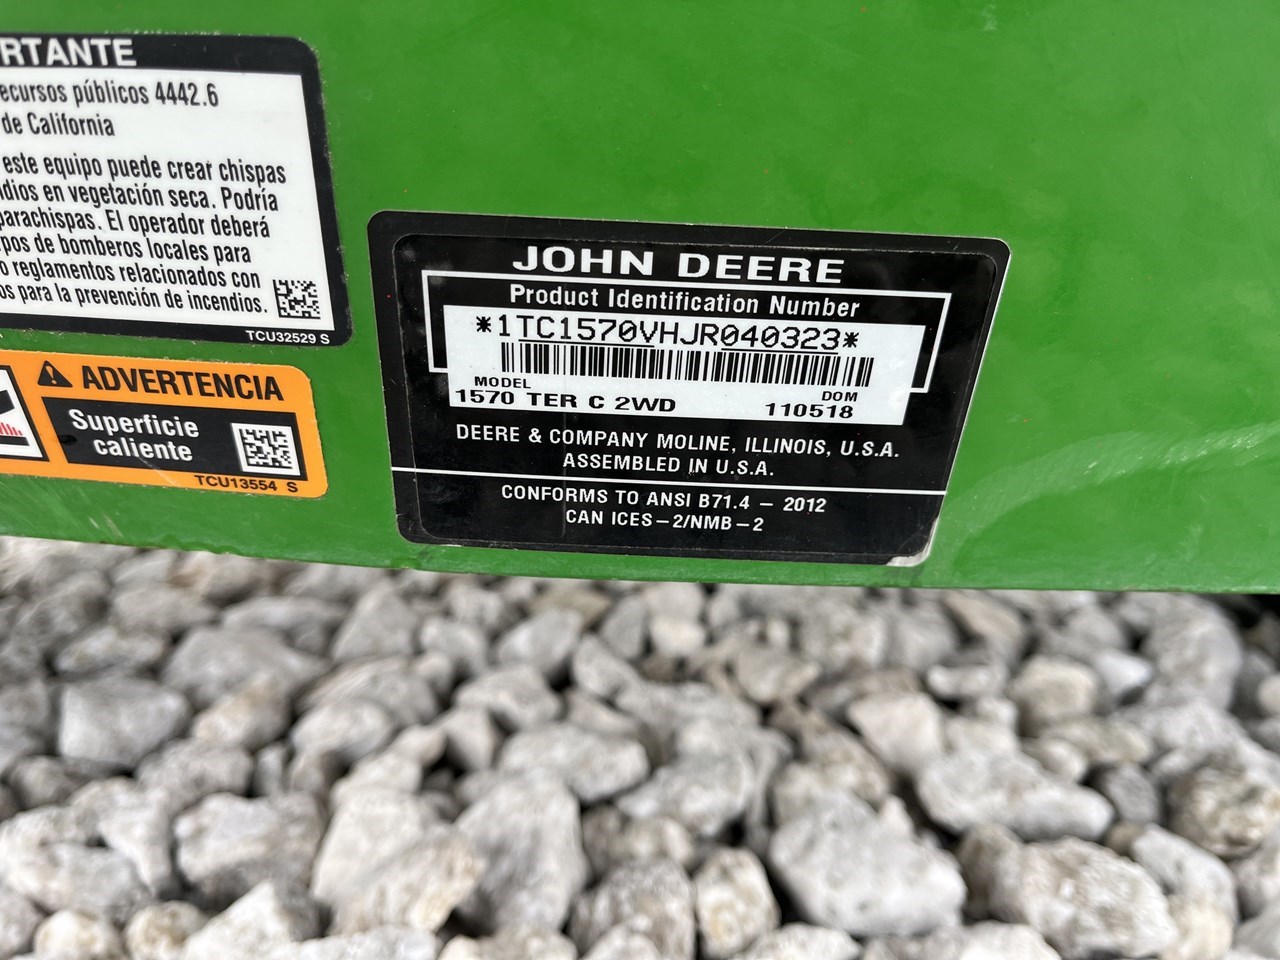 RTANTE
ecursos públicos 4442.6
de California
este equipo puede crear chispas
dios en vegetación seca. Podría
parachispas. El operador deberá
rpos de bomberos locales para
o reglamentos relacionados con
os para la prevención de incendios.
TCU32529 S
ADVERTENCIA
Superficie
caliente
TCU13554 S
JOHN DEERE
Product Identification Number
*1TC1570VHJR040323*
MODEL DOM
1570 TER C 2WD 110518
DEERE & COMPANY MOLINE, ILLINOIS, U.S.A.
ASSEMBLED IN U.S.A.
CONFORMS TO ANSI B71.4 – 2012
CAN ICES–2/NMB–2